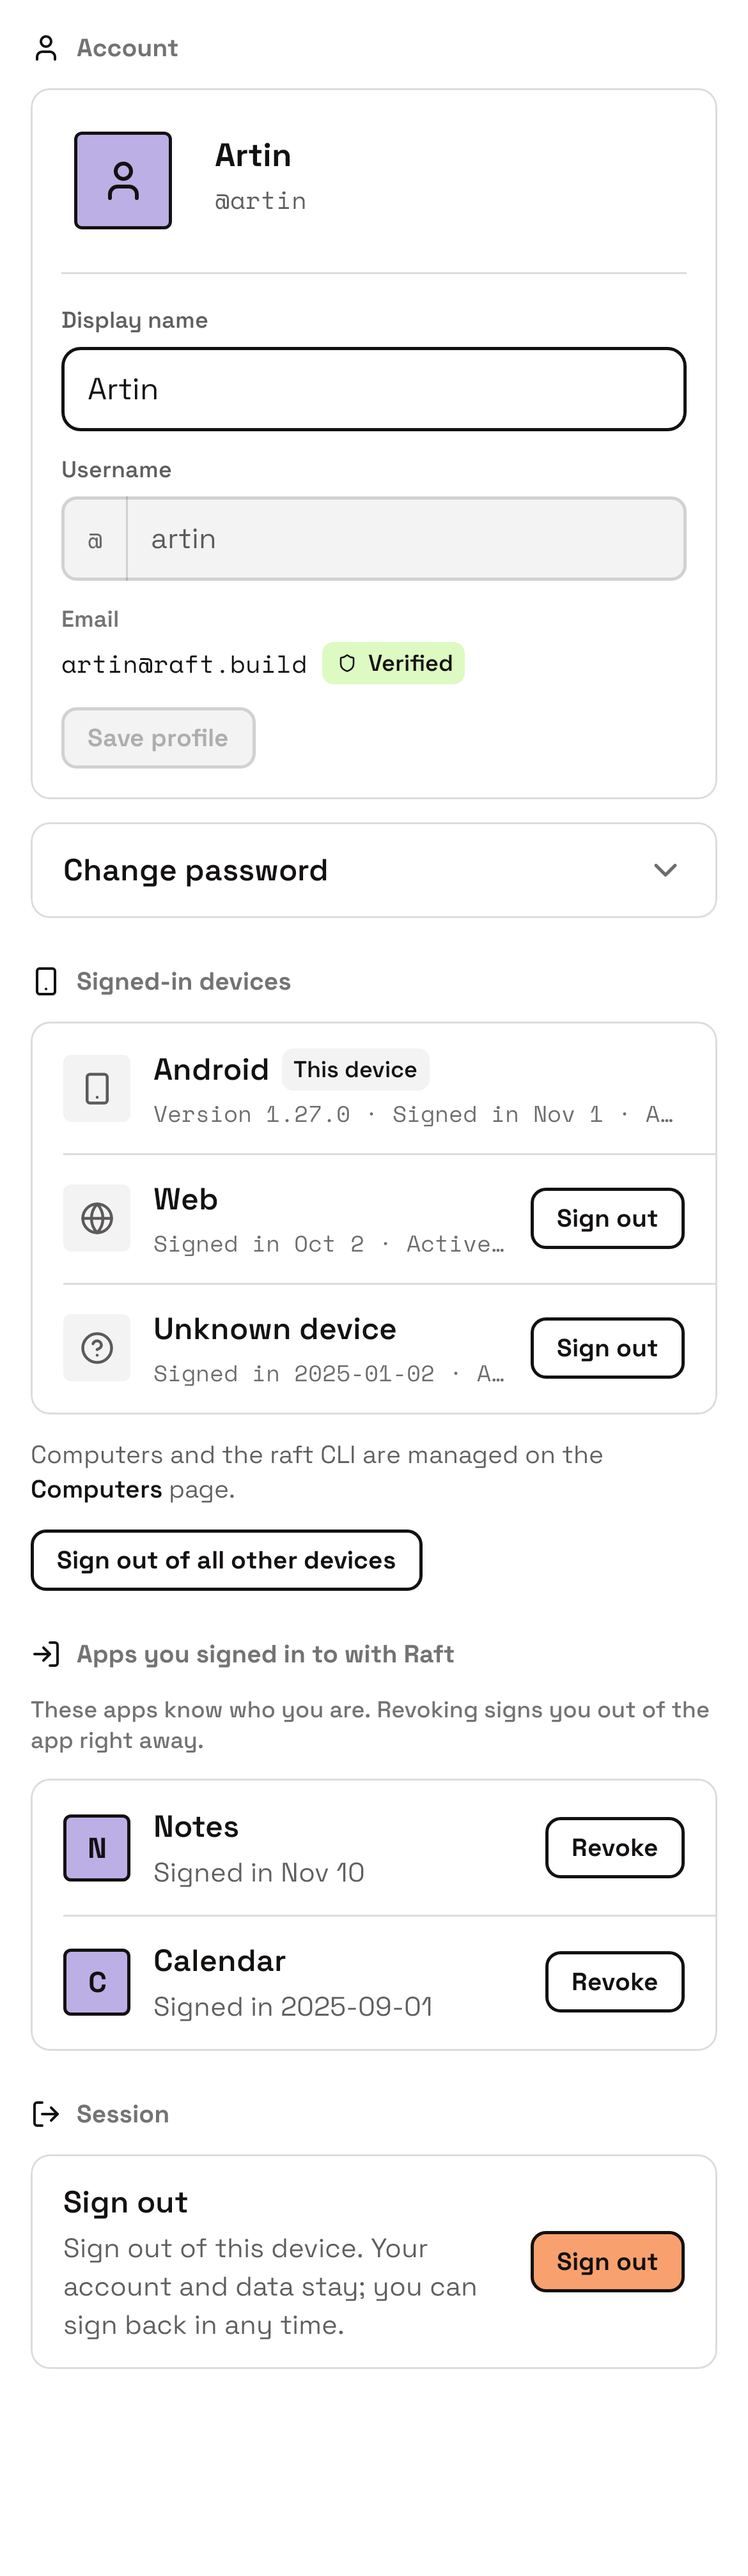 Account
Artin
@artin
Display name
Artin
Username
@ artin
Email
artin@raft.build Verified
Save profile
Change password
Signed-in devices
Android This device
Version 1.27.0 · Signed in Nov 1 · A…
Web
Signed in Oct 2 · Active…
Sign out
Unknown device
Signed in 2025-01-02 · A…
Sign out
Computers and the raft CLI are managed on the
Computers page.
Sign out of all other devices
Apps you signed in to with Raft
These apps know who you are. Revoking signs you out of the
app right away.
N
Notes
Signed in Nov 10
Revoke
C
Calendar
Signed in 2025-09-01
Revoke
Session
Sign out
Sign out of this device. Your
account and data stay; you can
sign back in any time.
Sign out